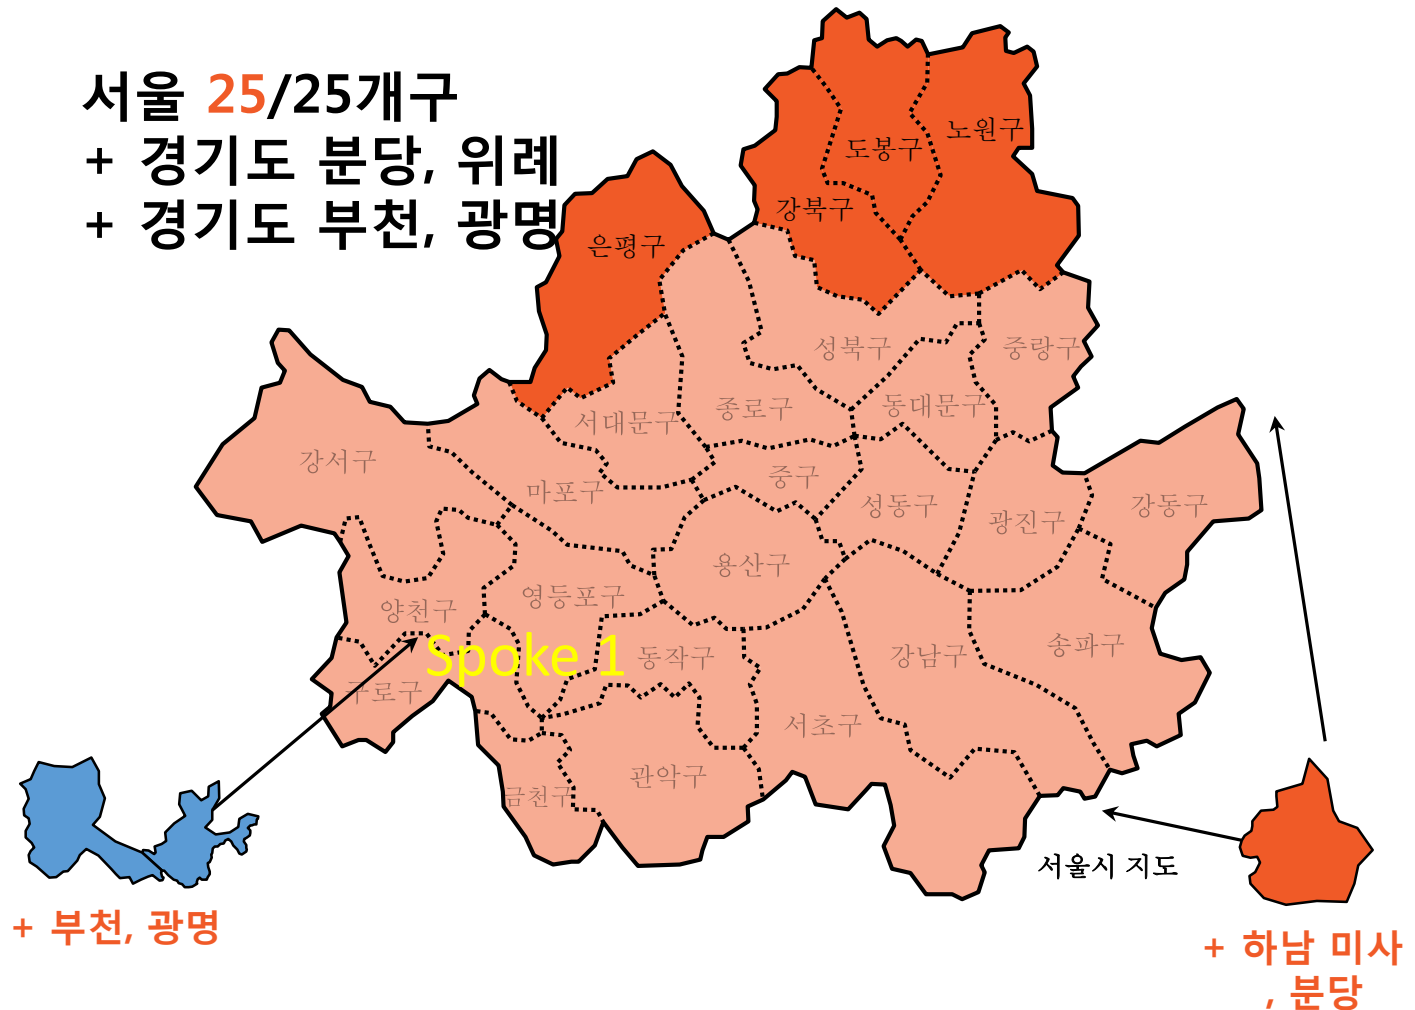 서울 25/25개구
+ 경기도 분당, 위례
+ 경기도 부천, 광명
도봉구
노원구
강북구
은평구
성북구
중랑구
종로구
동대문구
서대문구
강서구
중구
마포구
성동구
광진구
강동구
용산구
영등포구
양천구
Spoke 1
동작구
강남구
송파구
구로구
서초구
관악구
금천구
서울시 지도
+ 부천, 광명
+ 하남 미사
, 분당